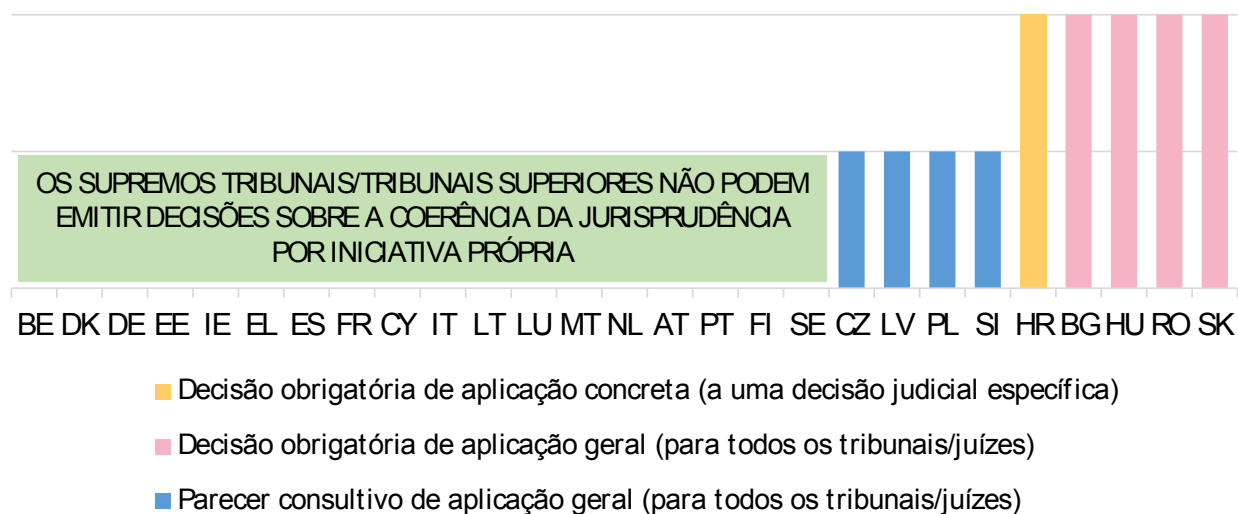 OS SUPREMOS TRIBUNAIS/TRIBUNAIS SUPERIORES NÃO PODEM
EMITIR DECISÕES SOBRE A COERÊNCIA DA JURISPRUDÊNCIA
POR INICIATIVA PRÓPRIA
BE DK DE EE IE EL ES FR CY IT LT LU MT NL AT PT FI SE CZ LV PL SI HR BG HU RO SK
Decisão obrigatória de aplicação concreta (a uma decisão judicial específica)
Decisão obrigatória de aplicação geral (para todos os tribunais/juízes)
Parecer consultivo de aplicação geral (para todos os tribunais/juízes)